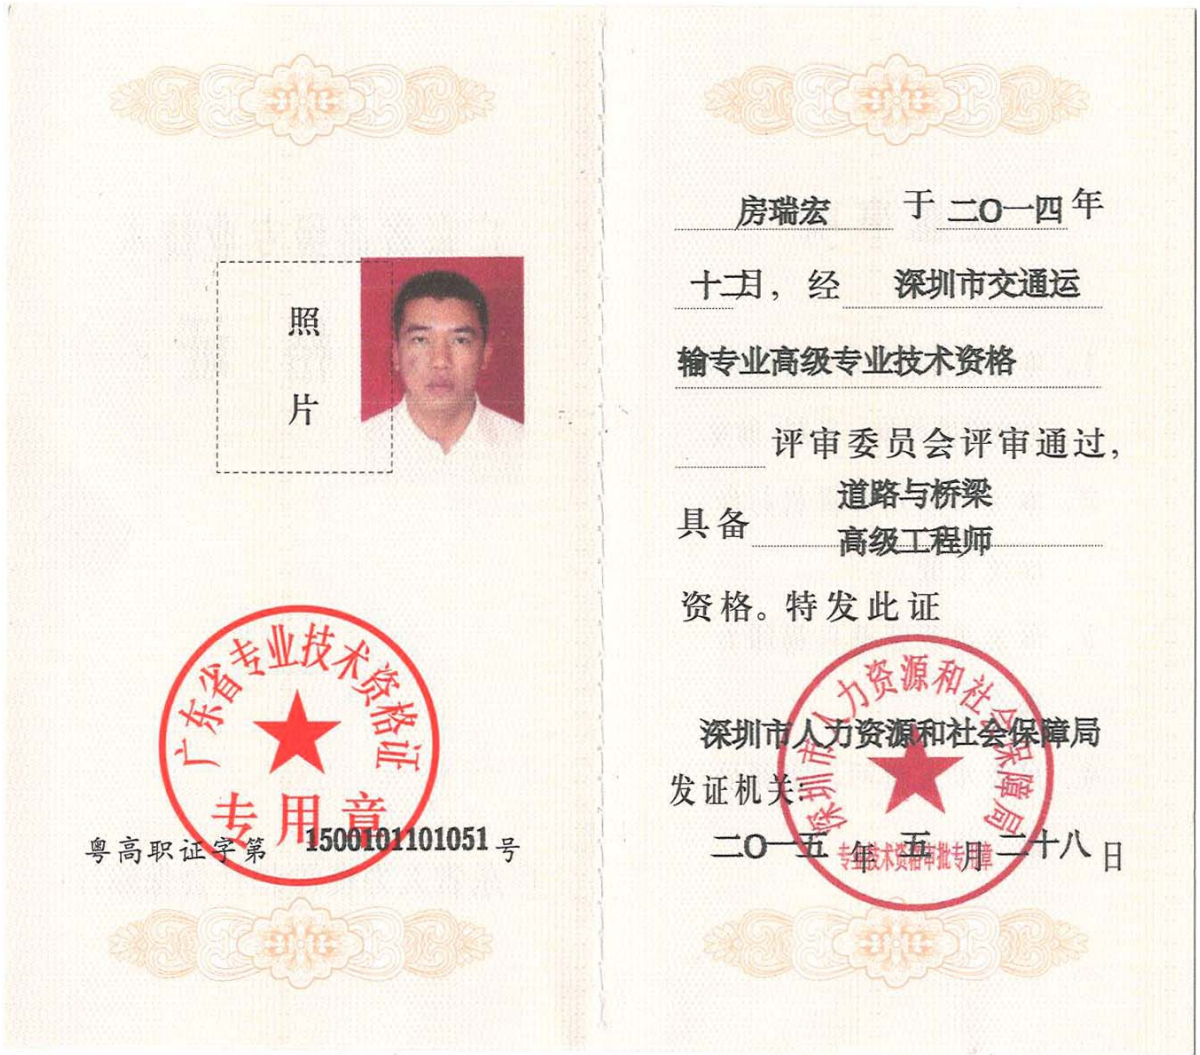 照
片
广东省专业技术资格证
专用章
粤高职证字第 1500101101051 号
房瑞宏 于 二〇一四 年
十二月，经 深圳市交通运
输专业高级专业技术资格
评审委员会评审通过，
道路与桥梁
具备
高级工程师
资格。特发此证
深圳市人力资源和社会保障局
深圳市人力资源和社会保障局
发证机关：
二〇一五 年 五 月 二十八 日
专业技术资格审批专用章